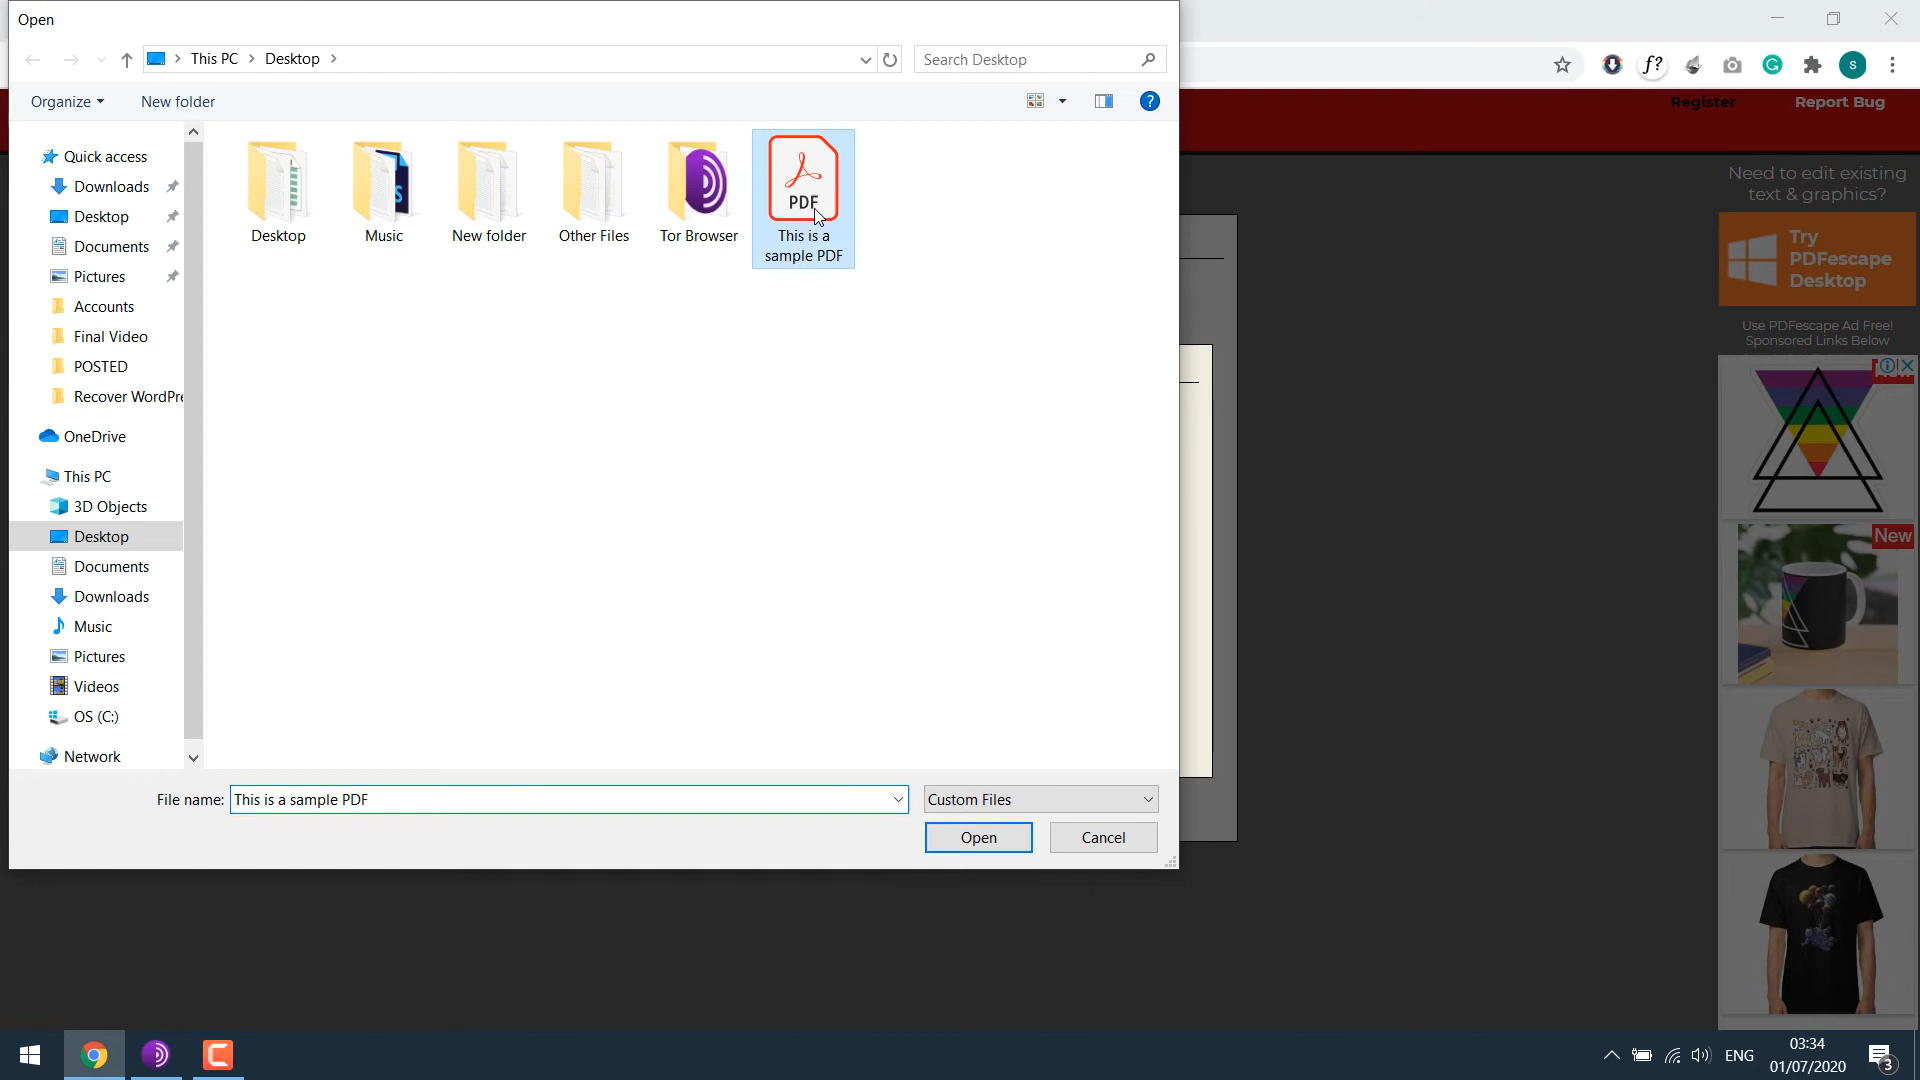 Open
This PC
Desktop
Search Desktop
f?
S
Organize
New folder
?
Register
Report Bug
Quick access
Downloads
Desktop
Documents
Pictures
Accounts
Final Video
POSTED
Recover WordPre
OneDrive
This PC
3D Objects
Desktop
Documents
Downloads
Music
Pictures
Videos
OS (C:)
Network
Desktop
Music
New folder
Other Files
Tor Browser
PDF
This is a
sample PDF
Need to edit existing
text & graphics?
Try
PDFescape
Desktop
Use PDFescape Ad Free!
Sponsored Links Below
New
File name:
This is a sample PDF
Custom Files
Open
Cancel
ENG
03:34
01/07/2020
3